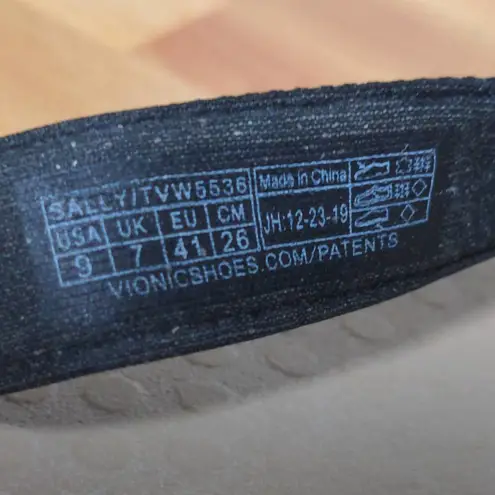 SALLY/TVW5536
USA UK EU CM
9 7 41 26
Made in China
JH:12-23-19
VIONICSHOES.COM/PATENTS